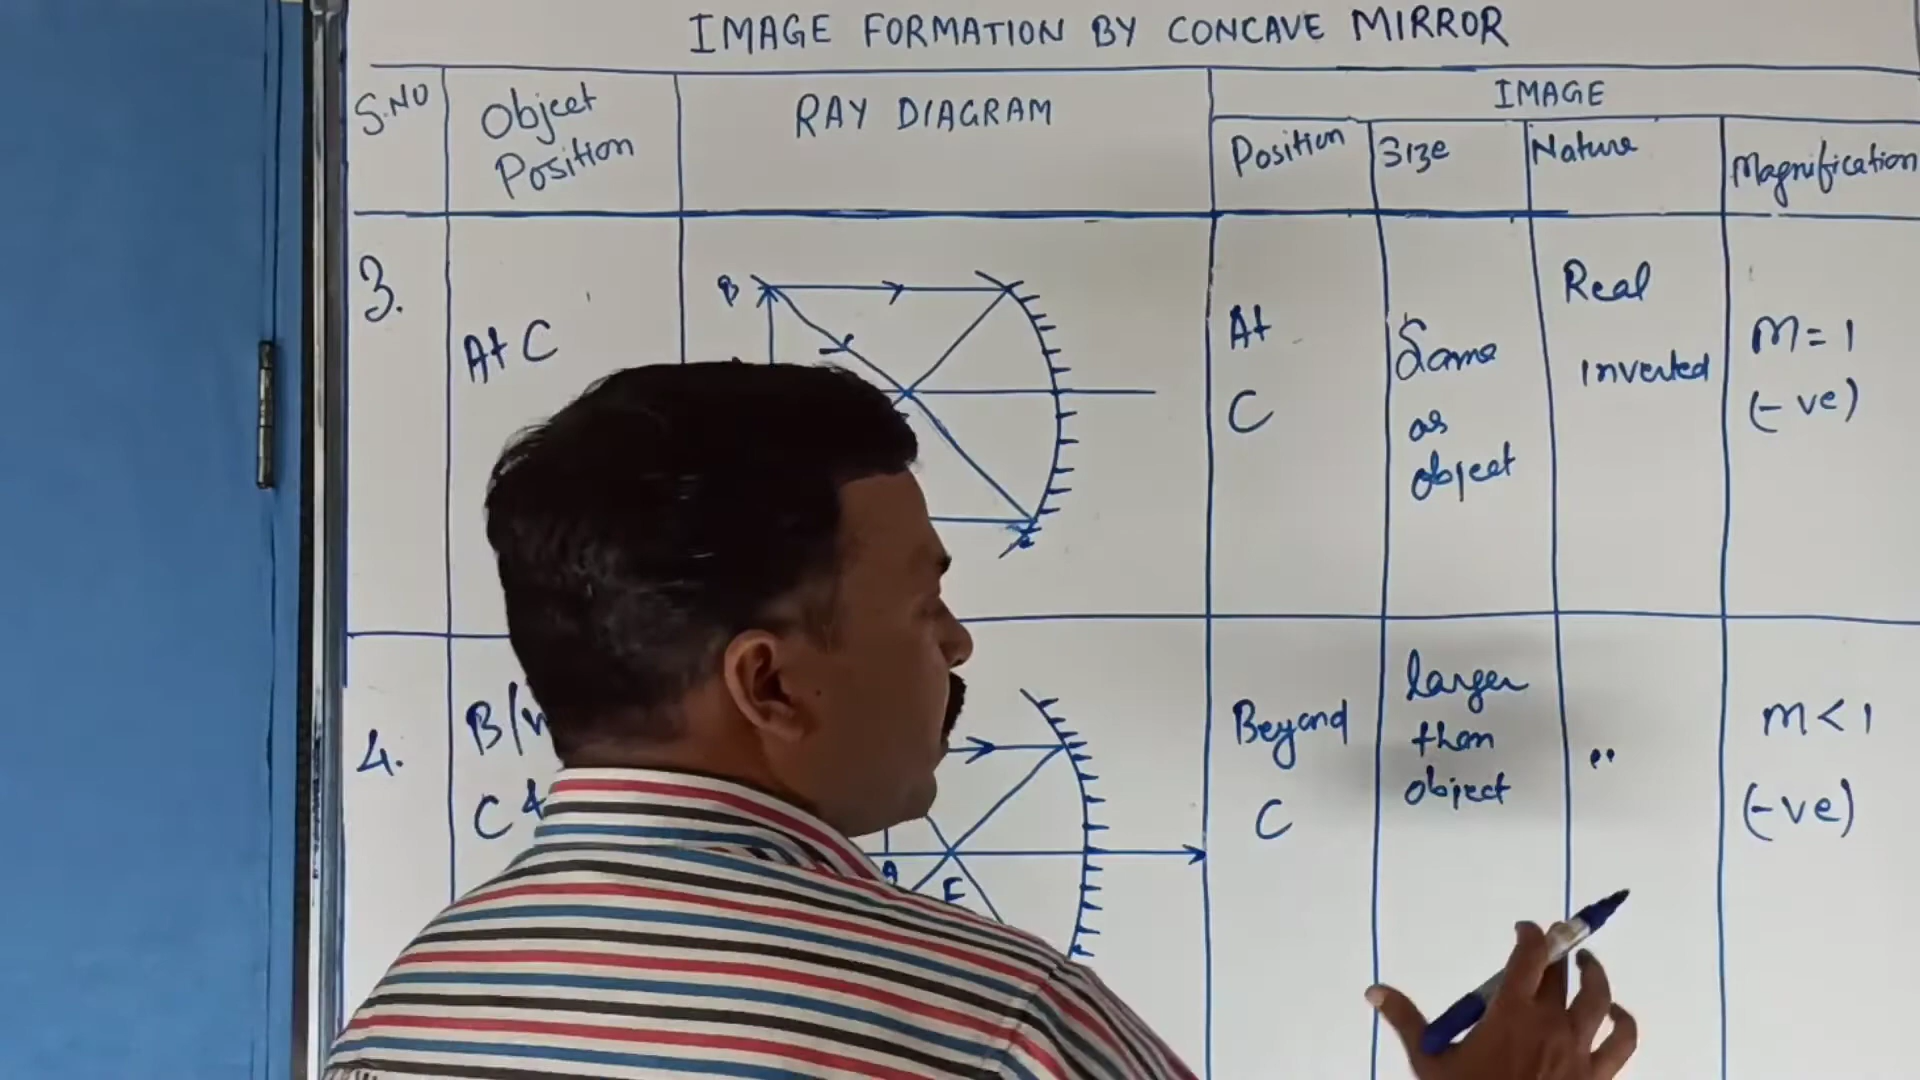 IMAGE FORMATION BY CONCAVE MIRROR
S.NO
Object
Position
RAY DIAGRAM
IMAGE
Position
Size
Nature
Magnification
3.
At C
B
At
C
Same
as
object
Real
inverted
m = 1
(-ve)
4.
C &
A
F
Beyond
C
larger
than
object
"
m < 1
(-ve)